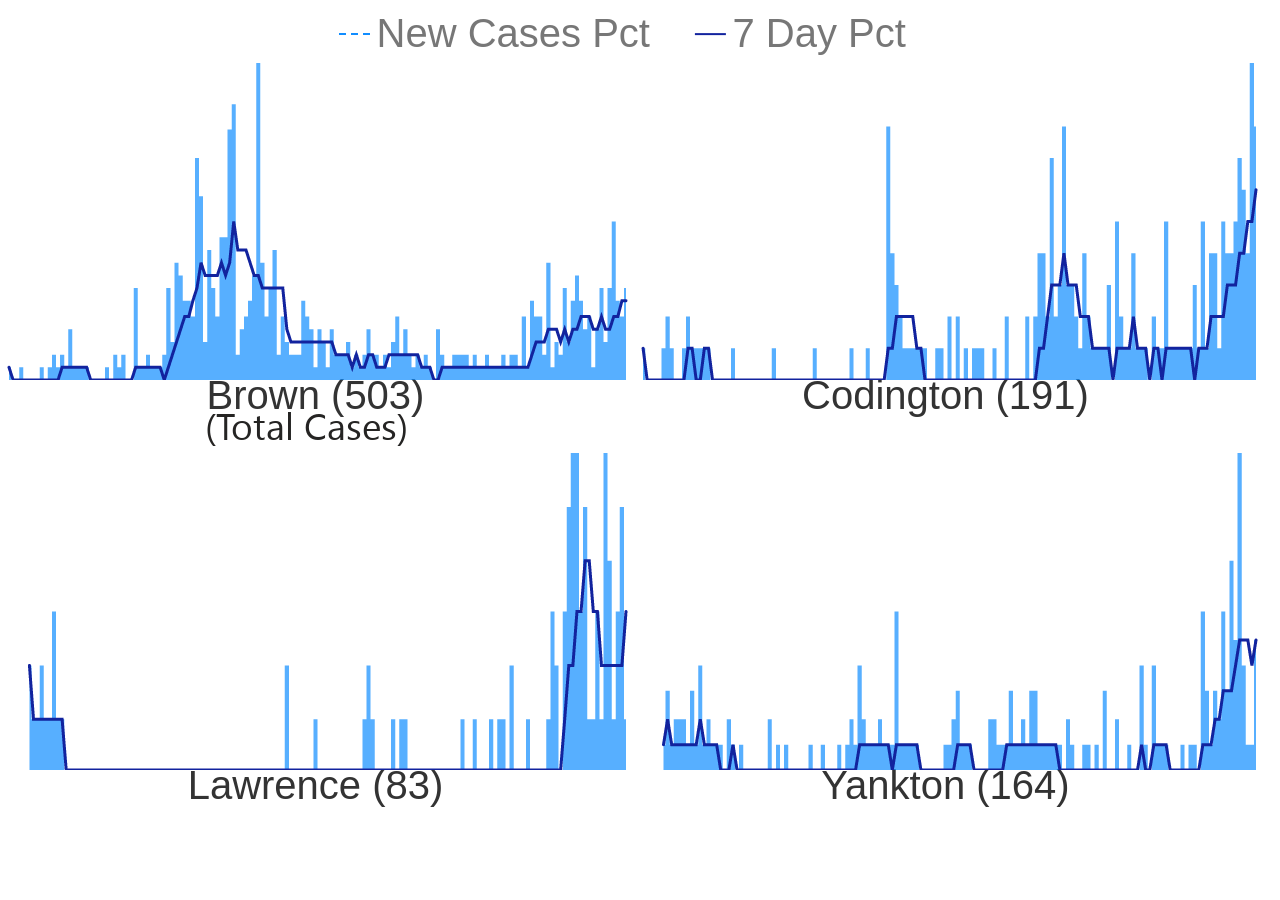 New Cases Pct 7 Day Pct
Brown (503)
(Total Cases)
Codington (191)
Lawrence (83)
Yankton (164)